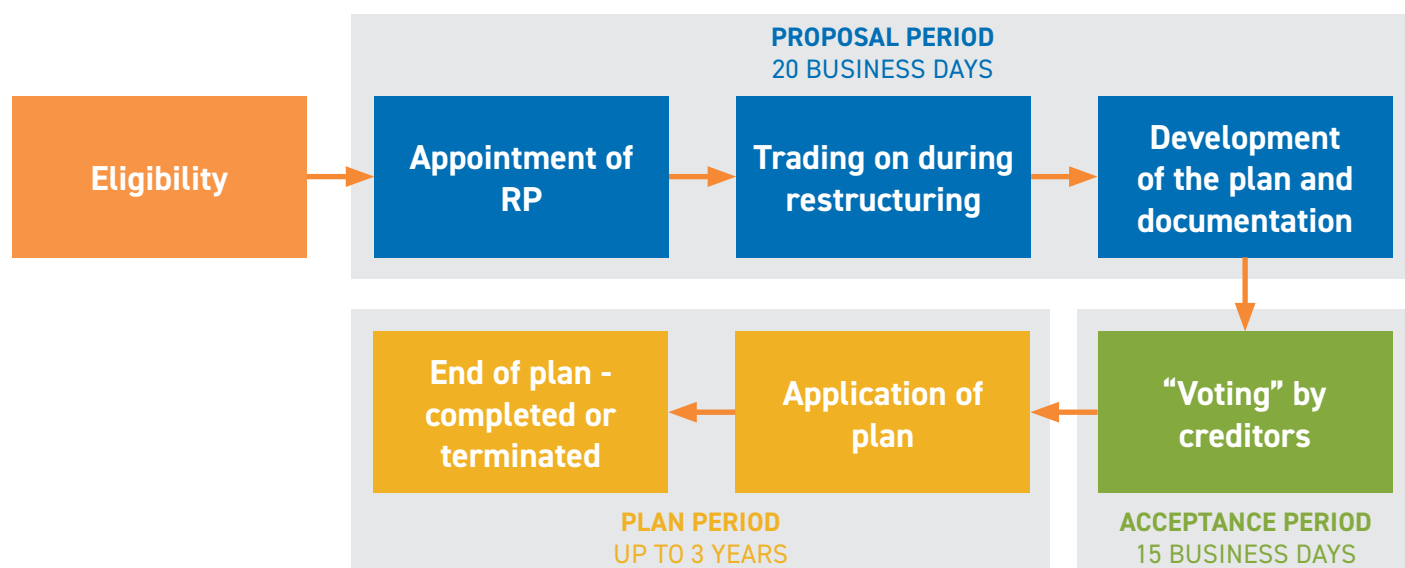 PROPOSAL PERIOD
20 BUSINESS DAYS
Eligibility
Appointment of
RP
Trading on during
restructuring
Development
of the plan and
documentation
“Voting” by
creditors
Application of
plan
End of plan -
completed or
terminated
PLAN PERIOD
UP TO 3 YEARS
ACCEPTANCE PERIOD
15 BUSINESS DAYS